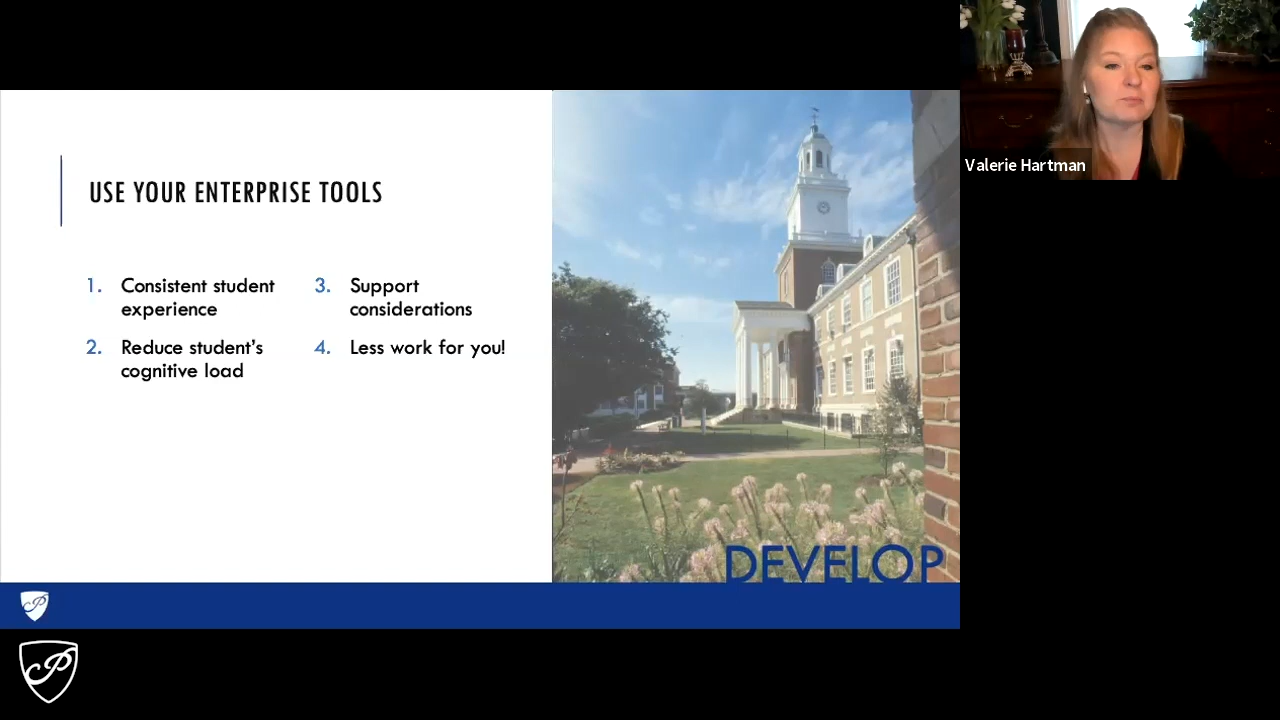 USE YOUR ENTERPRISE TOOLS
1. Consistent student
experience
2. Reduce student's
cognitive load
3. Support
considerations
4. Less work for you!
DEVELOP
Valerie Hartman
P
P